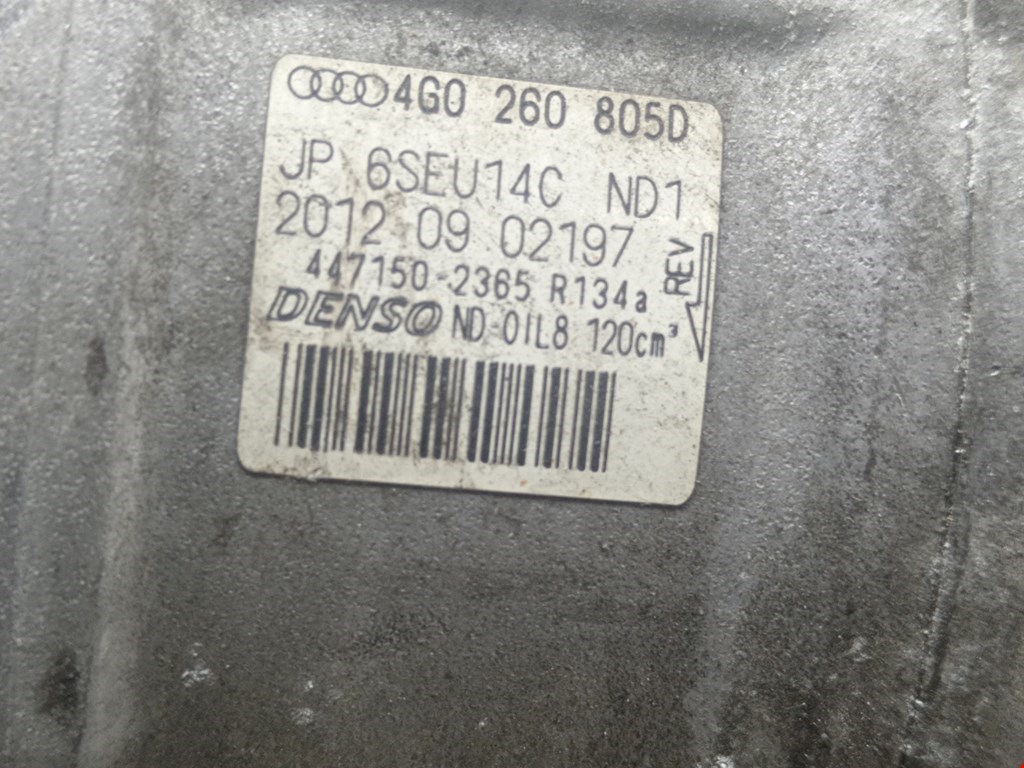 4G0 260 805D
JP 6SEU14C ND1
2012 09 02197
447150-2365 R134a
DENSO ND-OIL8 120cm³
REV